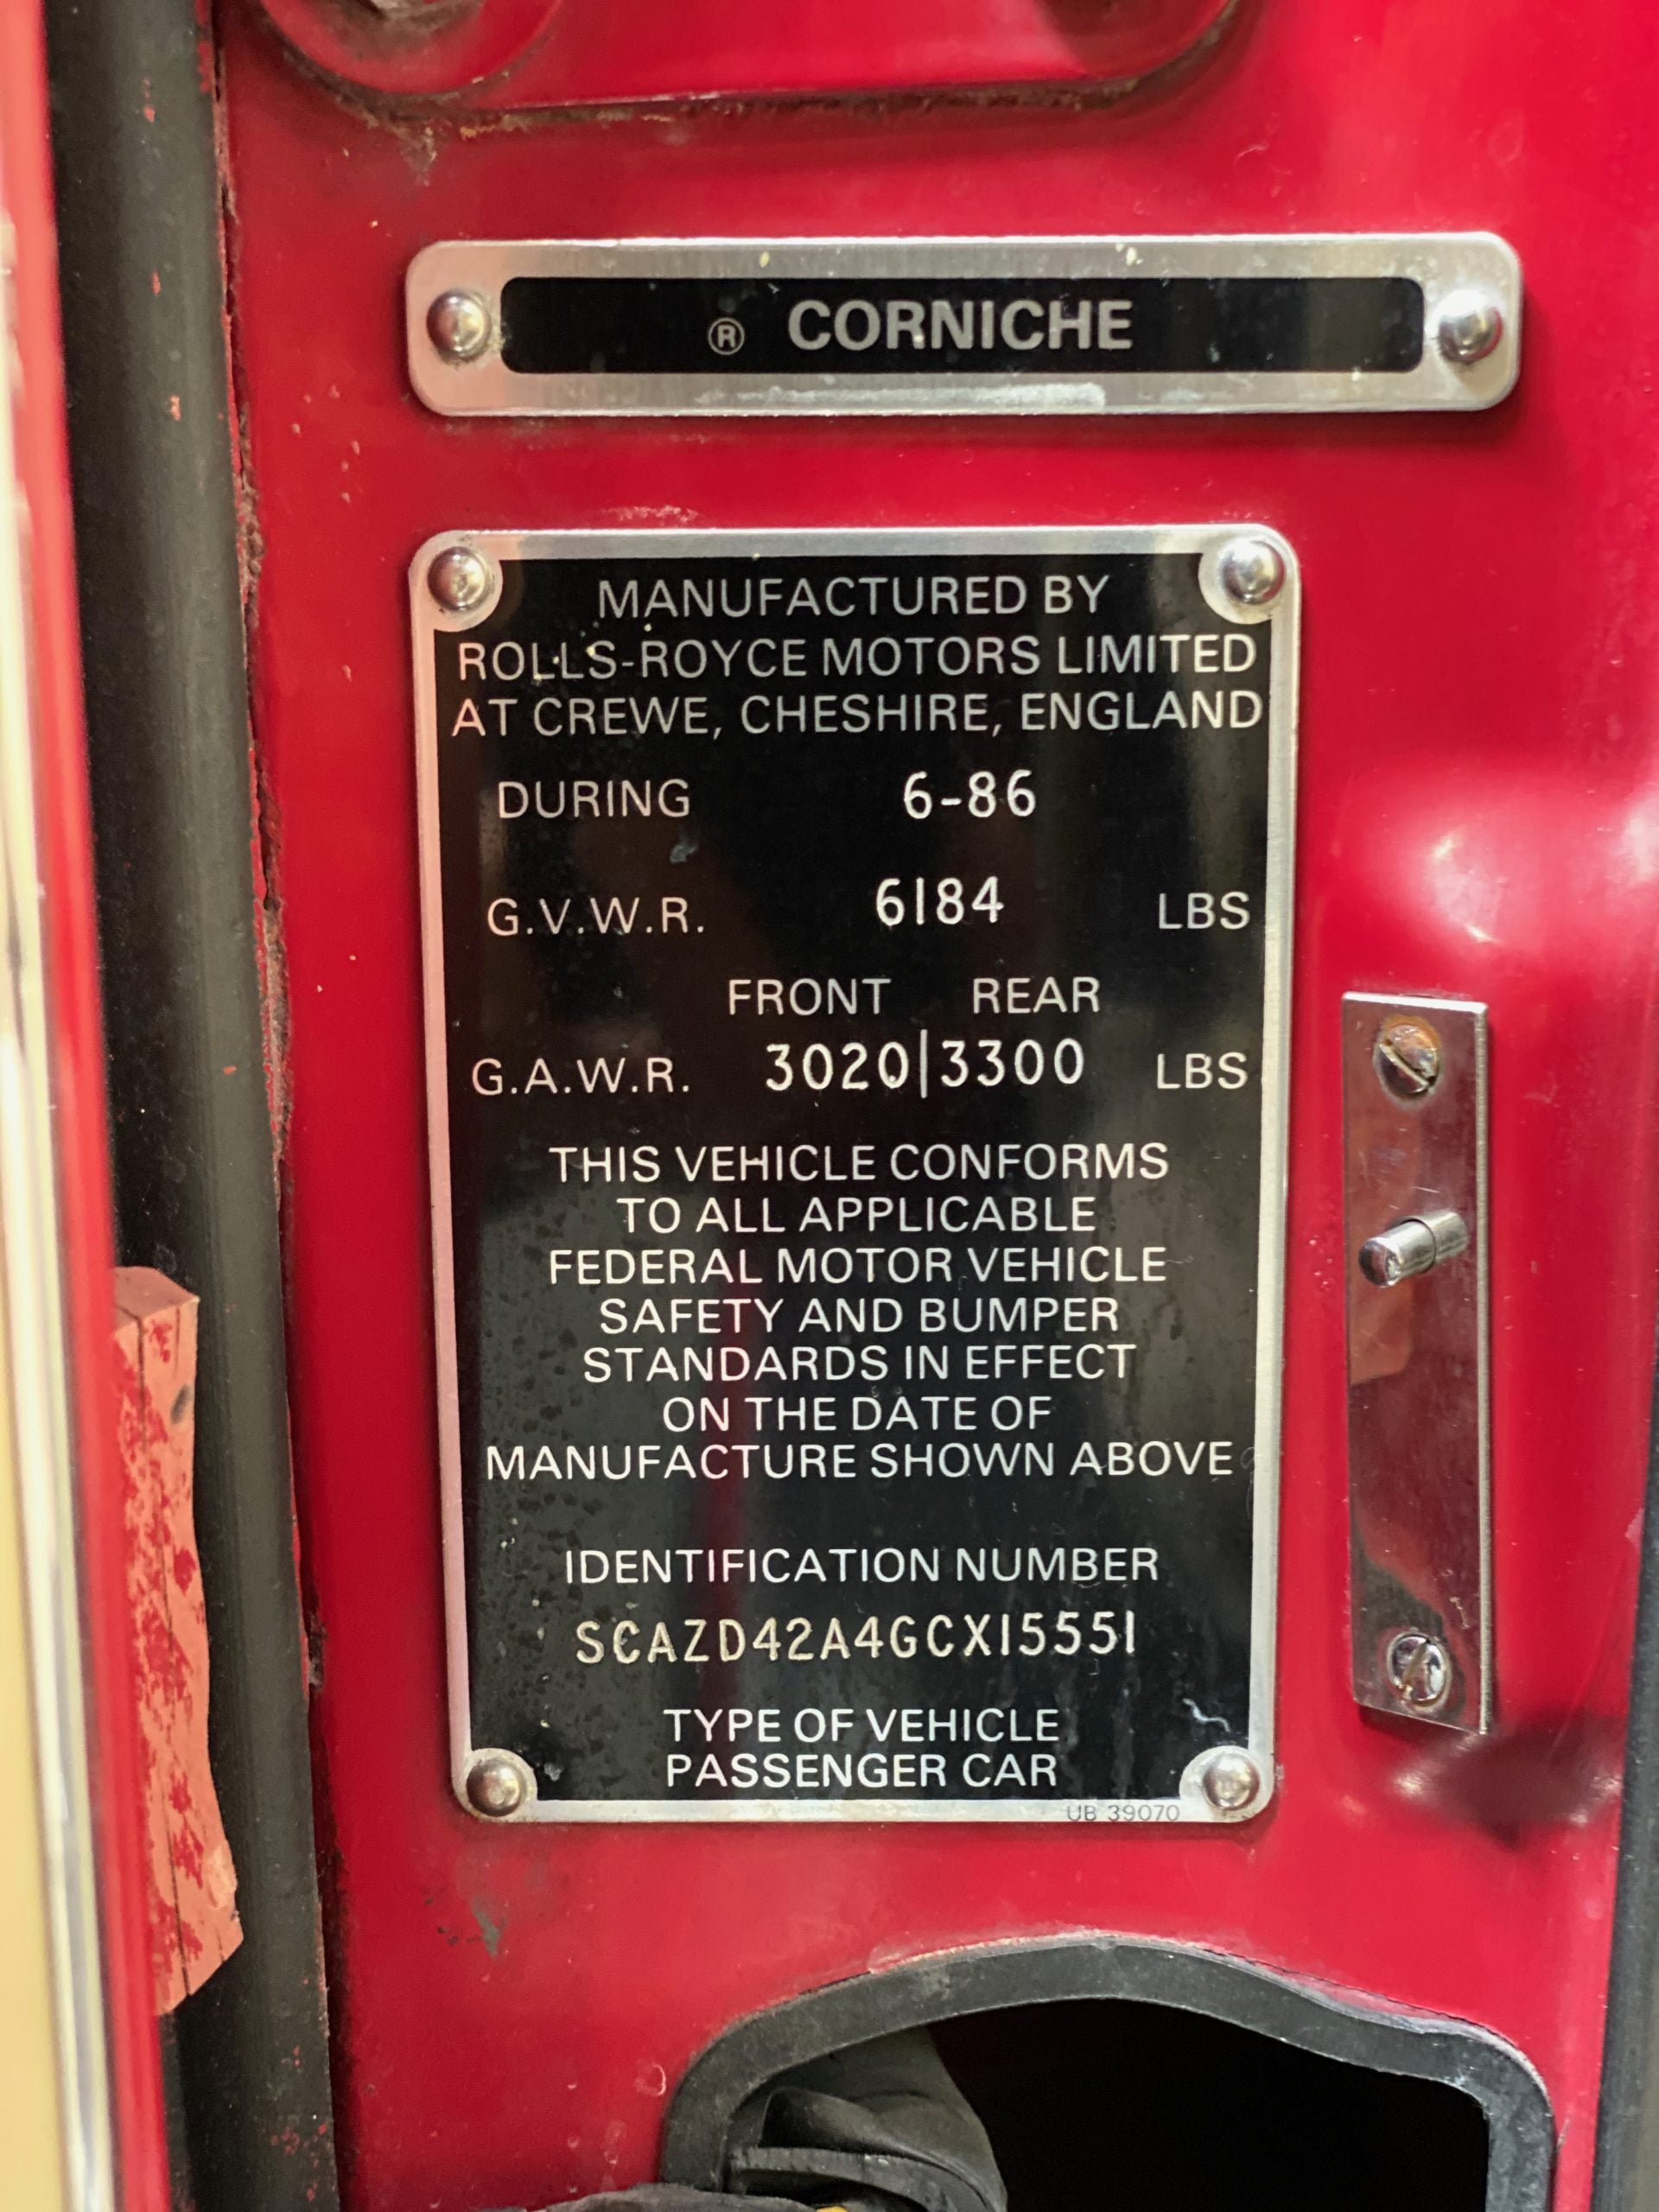 ® CORNICHE
MANUFACTURED BY
ROLLS-ROYCE MOTORS LIMITED
AT CREWE, CHESHIRE, ENGLAND
DURING 6-86
G.V.W.R. 6184 LBS
FRONT REAR
G.A.W.R. 3020|3300 LBS
THIS VEHICLE CONFORMS
TO ALL APPLICABLE
FEDERAL MOTOR VEHICLE
SAFETY AND BUMPER
STANDARDS IN EFFECT
ON THE DATE OF
MANUFACTURE SHOWN ABOVE
IDENTIFICATION NUMBER
SCAZD42A4GCX15551
TYPE OF VEHICLE
PASSENGER CAR
UB 39070